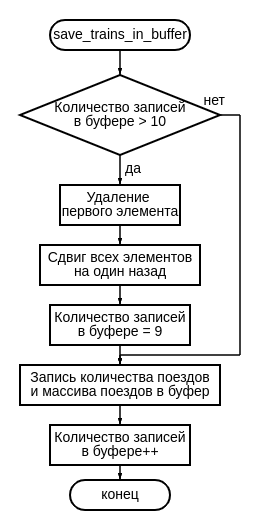 save_trains_in_buffer
Количество записей
в буфере > 10
нет
да
Удаление
первого элемента
Сдвиг всех элементов
на один назад
Количество записей
в буфере = 9
Запись количества поездов
и массива поездов в буфер
Количество записей
в буфере++
конец